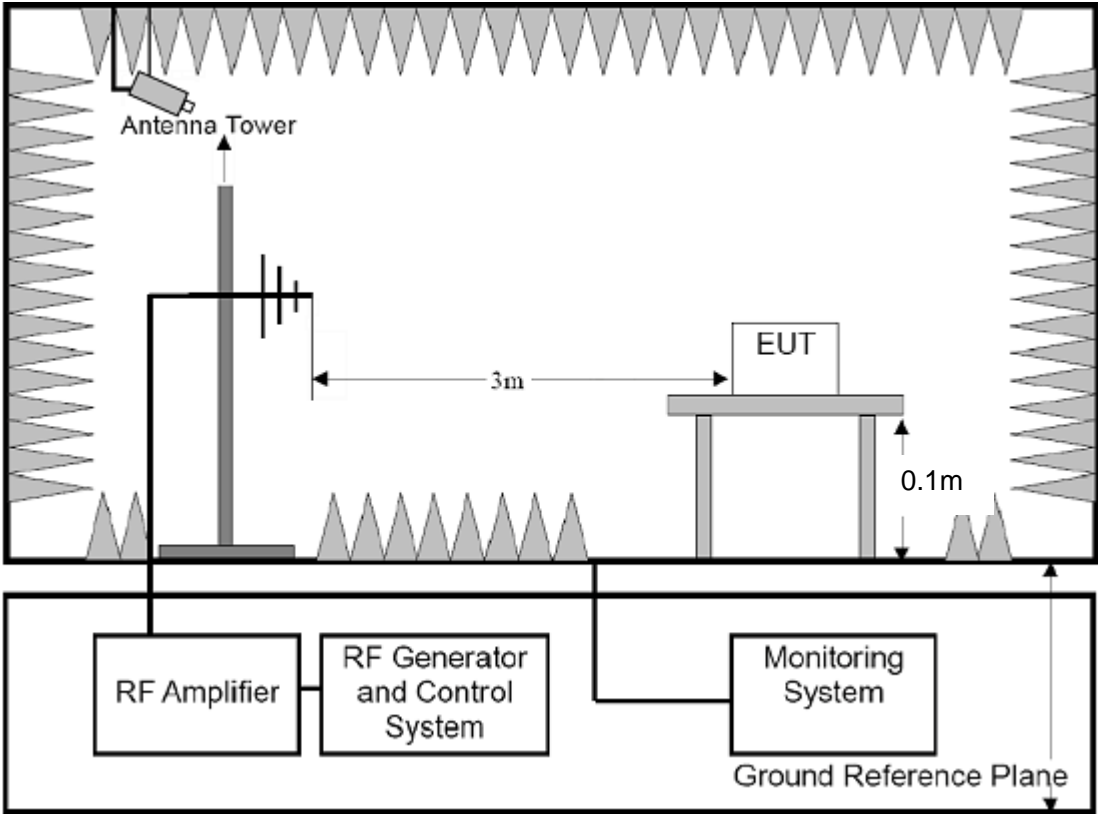 Antenna Tower
EUT
3m
0.1m
RF Amplifier
RF Generator
and Control
System
Monitoring
System
Ground Reference Plane